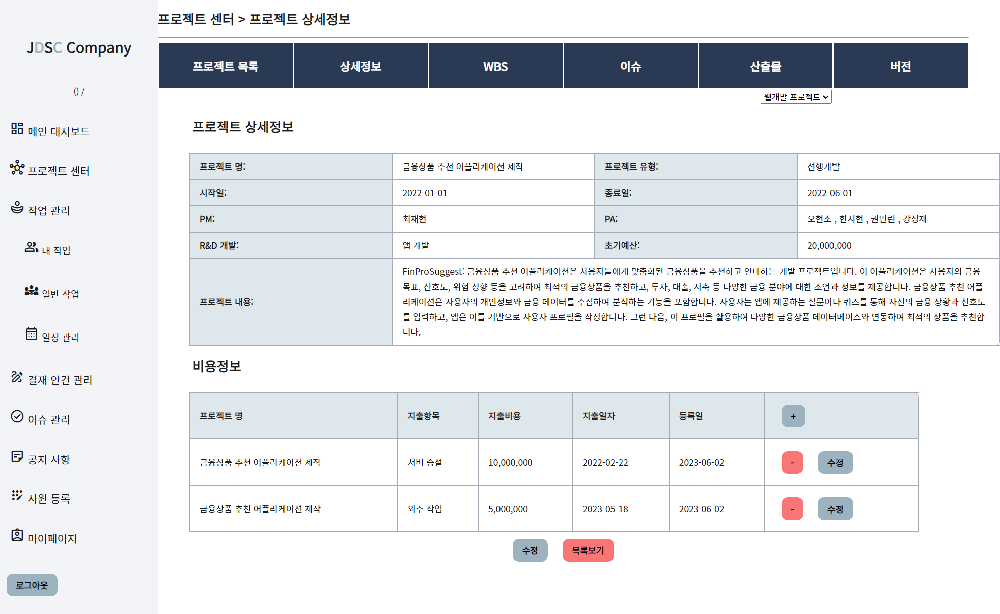 -
JDSC Company
() /
메인 대시보드
프로젝트 센터
작업 관리
내 작업
일반 작업
일정 관리
결재 안건 관리
이슈 관리
공지 사항
사원 등록
마이페이지
로그아웃
프로젝트 센터 > 프로젝트 상세정보
프로젝트 목록 상세정보 WBS 이슈 산출물 버전
웹개발 프로젝트
프로젝트 상세정보
프로젝트 명: 금융상품 추천 어플리케이션 제작 프로젝트 유형: 선행개발
시작일: 2022-01-01 종료일: 2022-06-01
PM: 최재현 PA: 오현소 , 한지현 , 권민린 , 강성제
R&D 개발: 앱 개발 초기예산: 20,000,000
프로젝트 내용:
FinProSuggest: 금융상품 추천 어플리케이션은 사용자들에게 맞춤화된 금융상품을 추천하고 안내하는 개발 프로젝트입니다. 이 어플리케이션은 사용자의 금융
목표, 선호도, 위험 성향 등을 고려하여 최적의 금융상품을 추천하고, 투자, 대출, 저축 등 다양한 금융 분야에 대한 조언과 정보를 제공합니다. 금융상품 추천 어플
리케이션은 사용자의 개인정보와 금융 데이터를 수집하여 분석하는 기능을 포함합니다. 사용자는 앱에 제공하는 설문이나 퀴즈를 통해 자신의 금융 상황과 선호도
를 입력하고, 앱은 이를 기반으로 사용자 프로필을 작성합니다. 그런 다음, 이 프로필을 활용하여 다양한 금융상품 데이터베이스와 연동하여 최적의 상품을 추천합
니다.
비용정보
프로젝트 명 지출항목 지출비용 지출일자 등록일 +
금융상품 추천 어플리케이션 제작 서버 증설 10,000,000 2022-02-22 2023-06-02 - 수정
금융상품 추천 어플리케이션 제작 외주 작업 5,000,000 2023-05-18 2023-06-02 - 수정
수정 목록보기